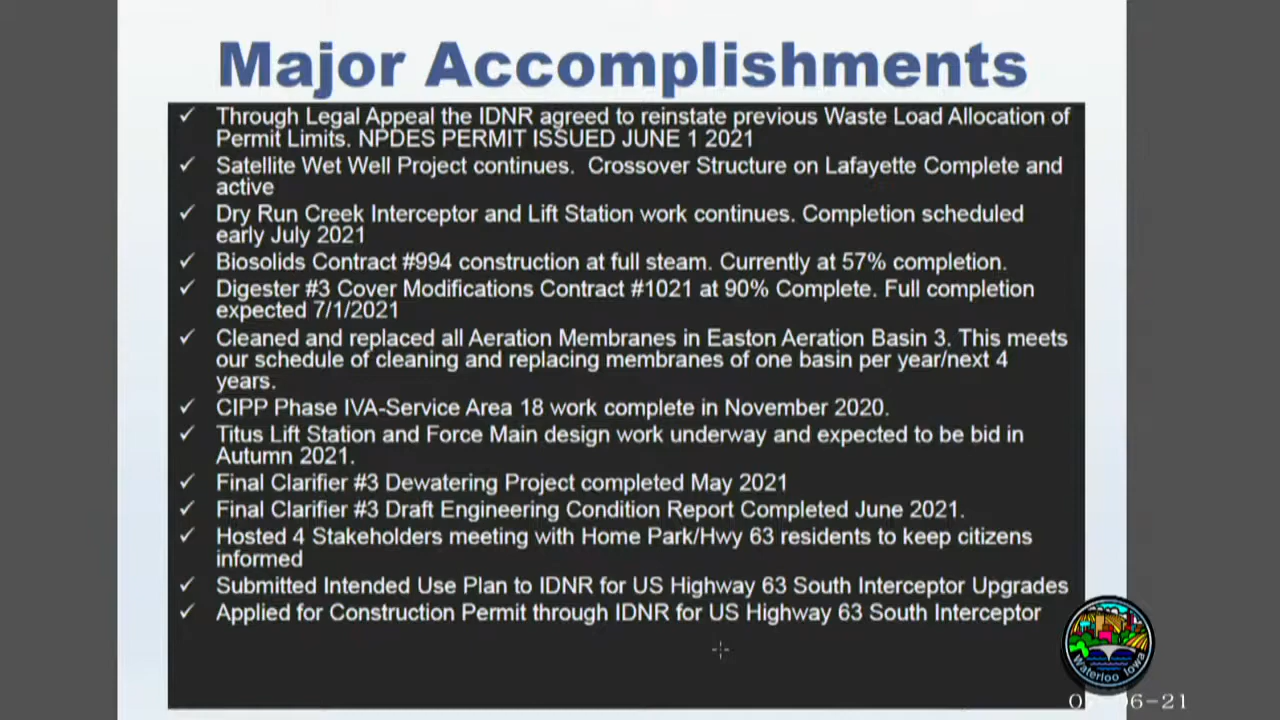 Major Accomplishments
✓ Through Legal Appeal the IDNR agreed to reinstate previous Waste Load Allocation of
Permit Limits. NPDES PERMIT ISSUED JUNE 1 2021
✓ Satellite Wet Well Project continues. Crossover Structure on Lafayette Complete and
active
✓ Dry Run Creek Interceptor and Lift Station work continues. Completion scheduled
early July 2021
✓ Biosolids Contract #994 construction at full steam. Currently at 57% completion.
✓ Digester #3 Cover Modifications Contract #1021 at 90% Complete. Full completion
expected 7/1/2021
✓ Cleaned and replaced all Aeration Membranes in Easton Aeration Basin 3. This meets
our schedule of cleaning and replacing membranes of one basin per year/next 4
years.
✓ CIPP Phase IVA-Service Area 18 work complete in November 2020.
✓ Titus Lift Station and Force Main design work underway and expected to be bid in
Autumn 2021.
✓ Final Clarifier #3 Dewatering Project completed May 2021
✓ Final Clarifier #3 Draft Engineering Condition Report Completed June 2021.
✓ Hosted 4 Stakeholders meeting with Home Park/Hwy 63 residents to keep citizens
informed
✓ Submitted Intended Use Plan to IDNR for US Highway 63 South Interceptor Upgrades
✓ Applied for Construction Permit through IDNR for US Highway 63 South Interceptor
Waterloo Iowa